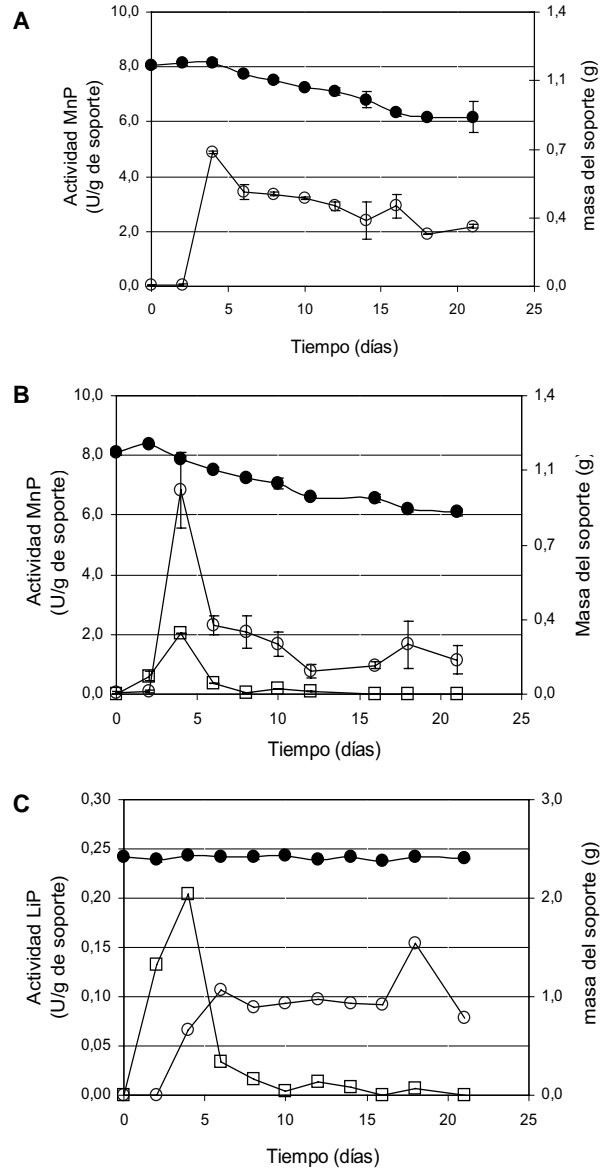 A
Actividad MnP
(U/g de soporte)
8,0
6,0
4,0
2,0
0,0
1,4
1,1
0,7
0,4
0,0
masa del soporte (g)
0 5 10 15 20 25
Tiempo (días)
B
Actividad MnP
(U/g de soporte)
10,0
8,0
6,0
4,0
2,0
0,0
1,4
1,1
0,7
0,4
0,0
Masa del soporte (g)
0 5 10 15 20 25
Tiempo (días)
C
Actividad LiP
(U/g de soporte)
0,30
0,25
0,20
0,15
0,10
0,05
0,00
3,0
2,0
1,0
0,0
masa del soporte (g)
0 5 10 15 20 25
Tiempo (días)